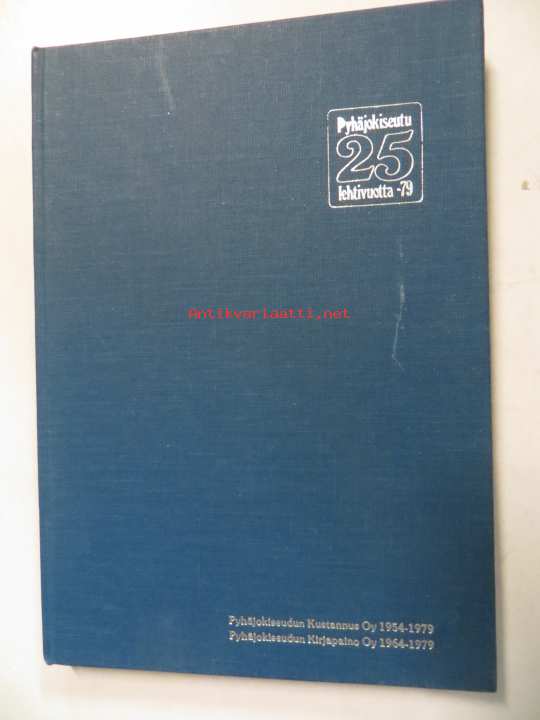 Pyhäjokiseutu
25
lehtivuotta -79
Antikvariaatti.net
Pyhäjokiseudun Kustannus Oy 1954-1979
Pyhäjokiseudun Kirjapaino Oy 1964-1979